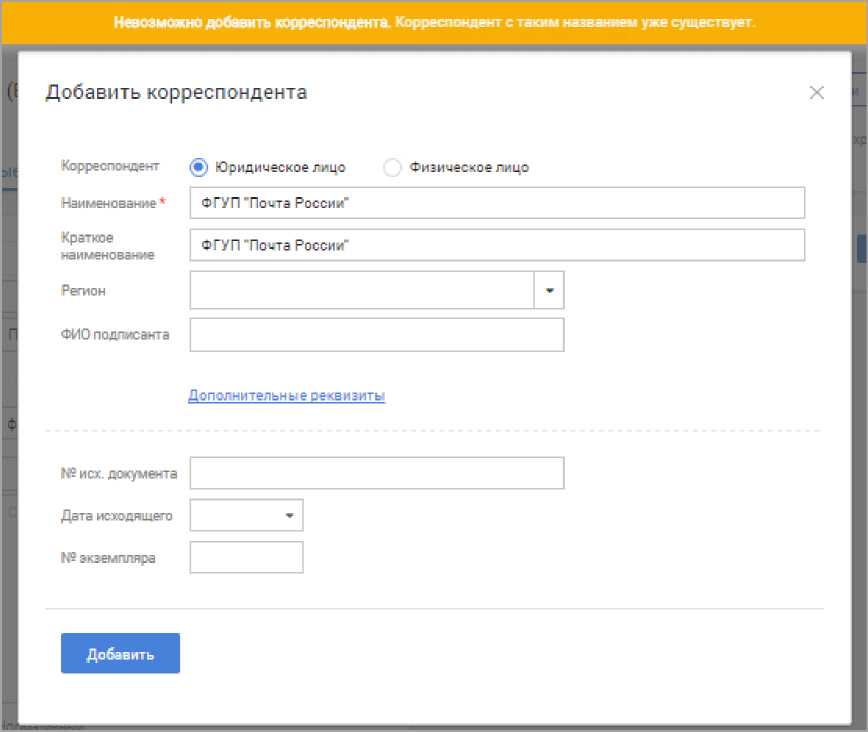 Невозможно добавить корреспондента. Корреспондент с таким названием уже существует.
Добавить корреспондента
Корреспондент Юридическое лицо Физическое лицо
Наименование * ФГУП "Почта России"
Краткое
наименование ФГУП "Почта России"
Регион
ФИО подписанта
Дополнительные реквизиты
№ исх. документа
Дата исходящего
№ экземпляра
Добавить